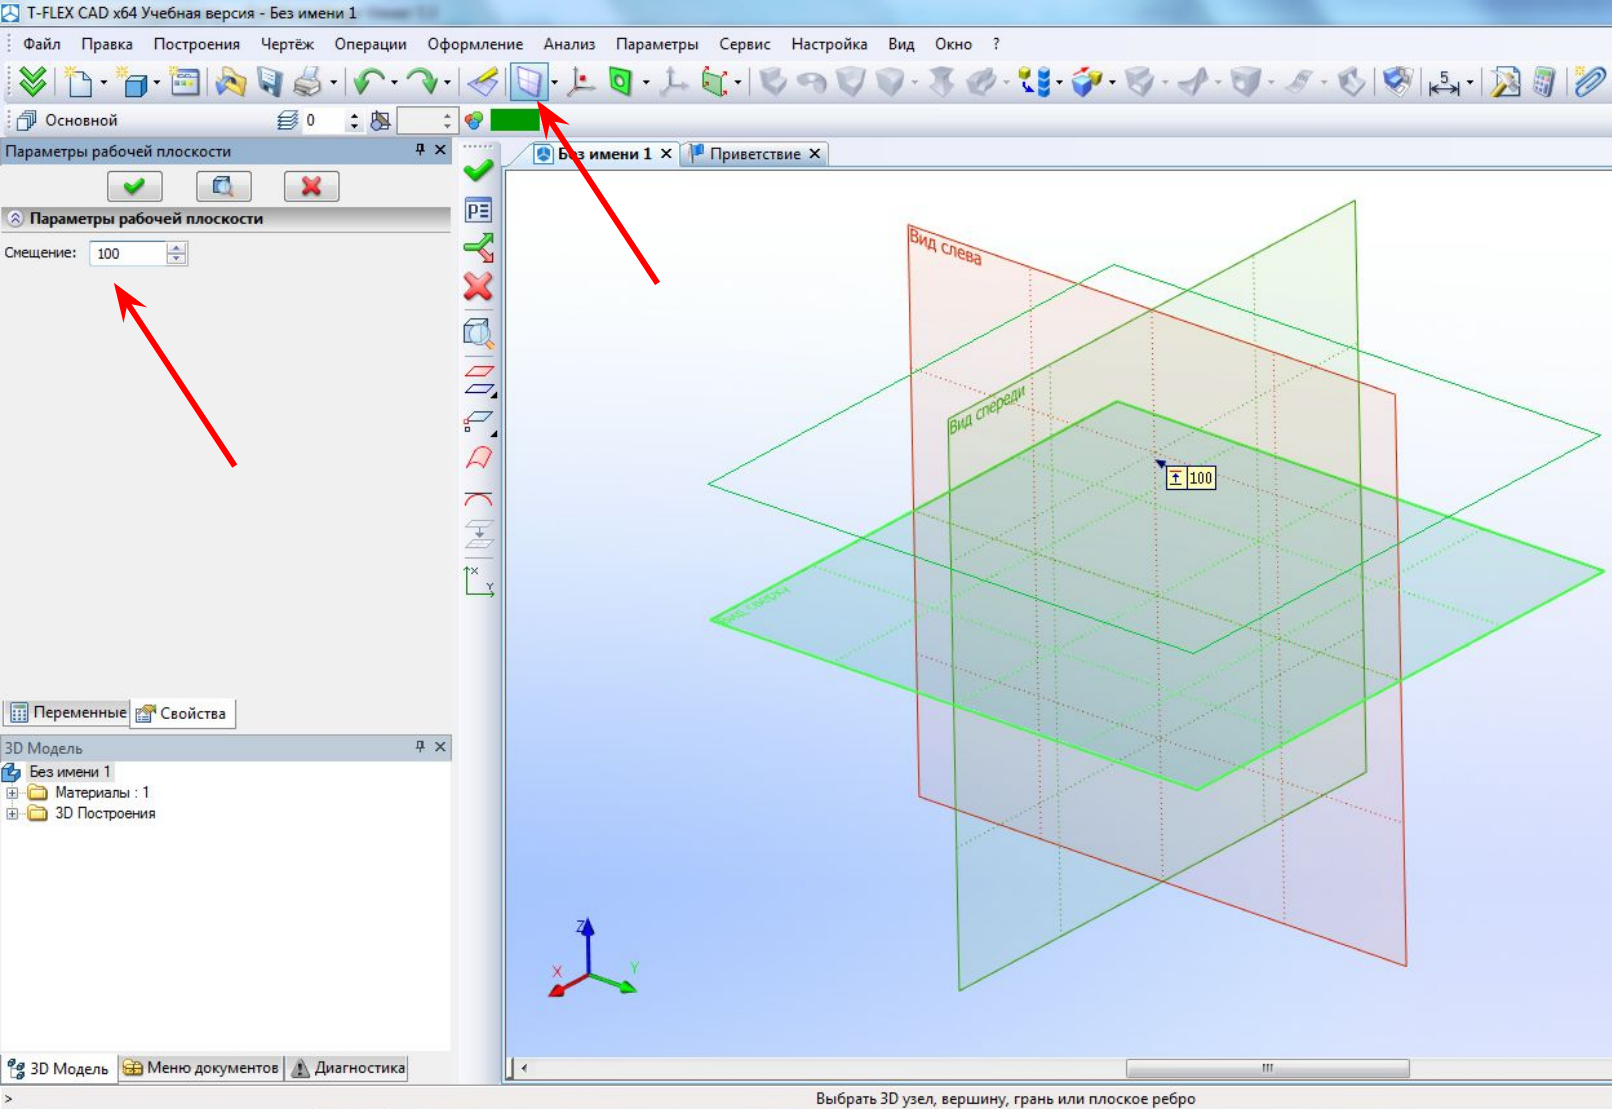 T-FLEX CAD x64 Учебная версия - Без имени 1
Файл Правка Построения Чертёж Операции Оформление Анализ Параметры Сервис Настройка Вид Окно ?
5
Основной 0
Параметры рабочей плоскости
Без имени 1 Приветствие
Параметры рабочей плоскости
Смещение: 100
Вид слева
Вид спереди
100
Вид сверху
X Y
Переменные Свойства
3D Модель
Без имени 1
Материалы : 1
3D Построения
Z
X Y
3D Модель Меню документов Диагностика
> Выбрать 3D узел, вершину, грань или плоское ребро